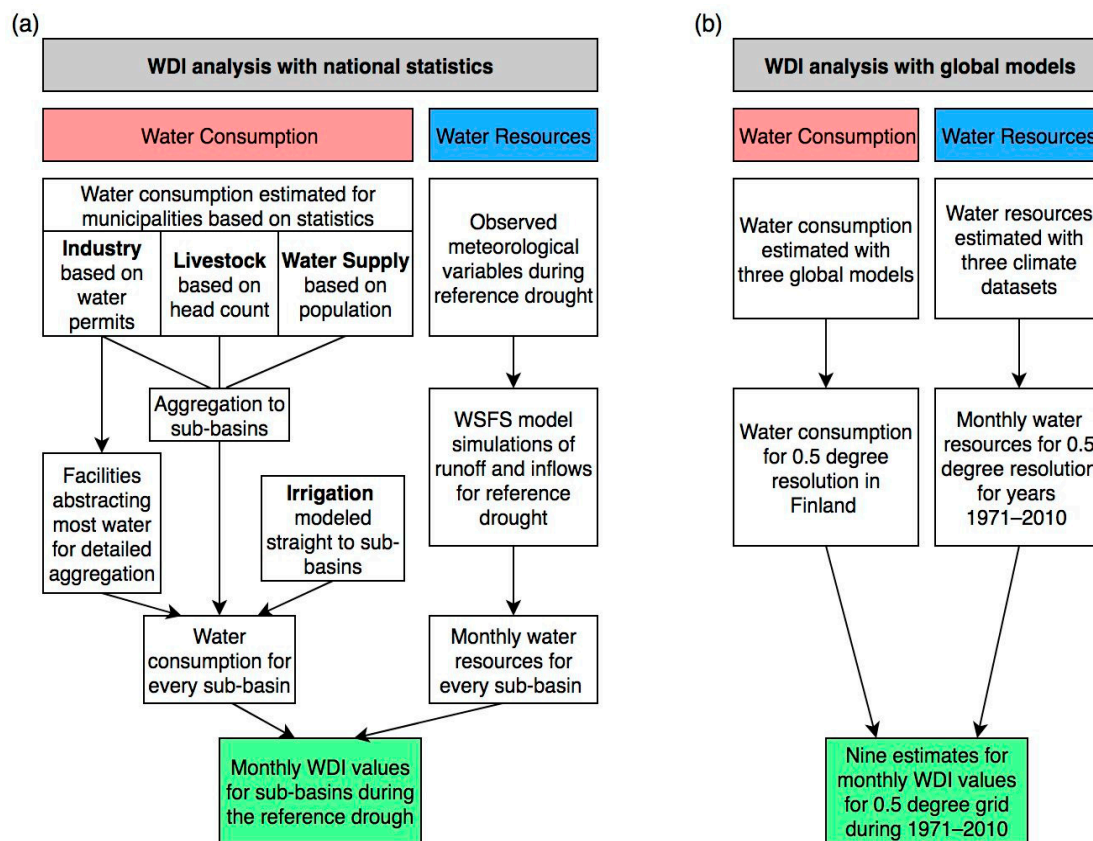 (a)
WDI analysis with national statistics
Water Consumption
Water Resources
Water consumption estimated for
municipalities based on statistics
Industry
based on
water
permits
Livestock
based on
head count
Water Supply
based on
population
Observed
meteorological
variables during
reference drought
Aggregation to
sub-basins
WSFS model
simulations of
runoff and inflows
for reference
drought
Facilities
abstracting
most water
for detailed
aggregation
Irrigation
modeled
straight to sub-
basins
Water
consumption for
every sub-basin
Monthly water
resources for
every sub-basin
Monthly WDI values
for sub-basins during
the reference drough
(b)
WDI analysis with global models
Water Consumption
Water Resources
Water consumption
estimated with
three global models
Water resources
estimated with
three climate
datasets
Water consumption
for 0.5 degree
resolution in
Finland
Monthly water
resources for 0.5
degree resolution
for years
1971–2010
Nine estimates for
monthly WDI values
for 0.5 degree grid
during 1971–2010